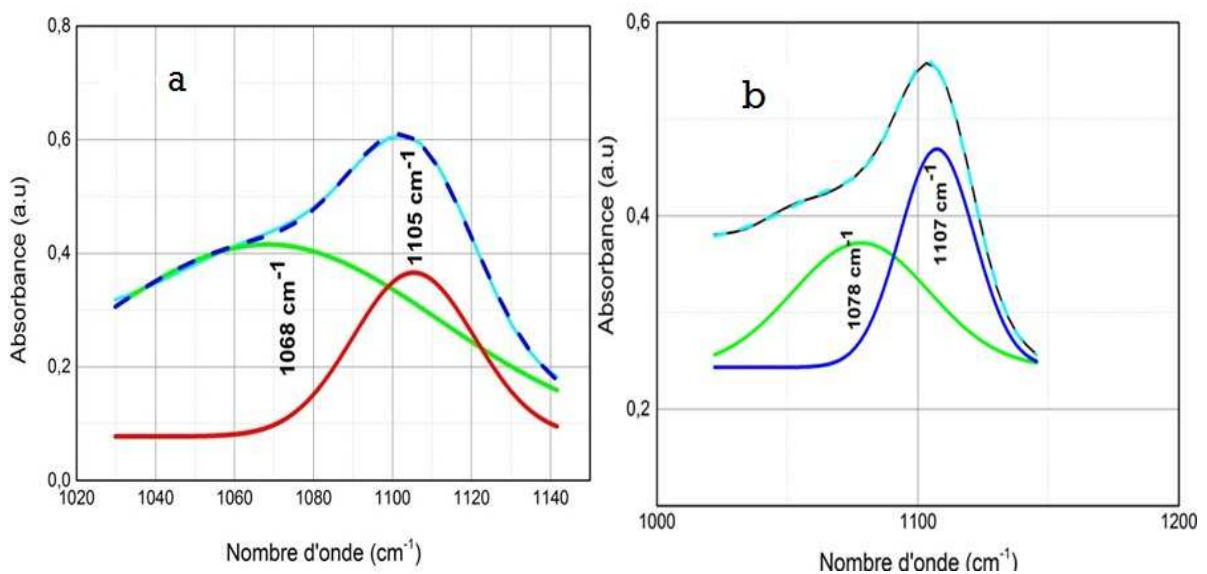 a
0,8
0,6
0,4
0,2
0,0
Absorbance (a.u)
1068 cm-1
1105 cm-1
1020 1040 1060 1080 1100 1120 1140
Nombre d'onde (cm-1)
b
0,6
0,4
0,2
Absorbance (a.u)
1078 cm-1
1107 cm-1
1000 1100 1200
Nombre d'onde (cm-1)